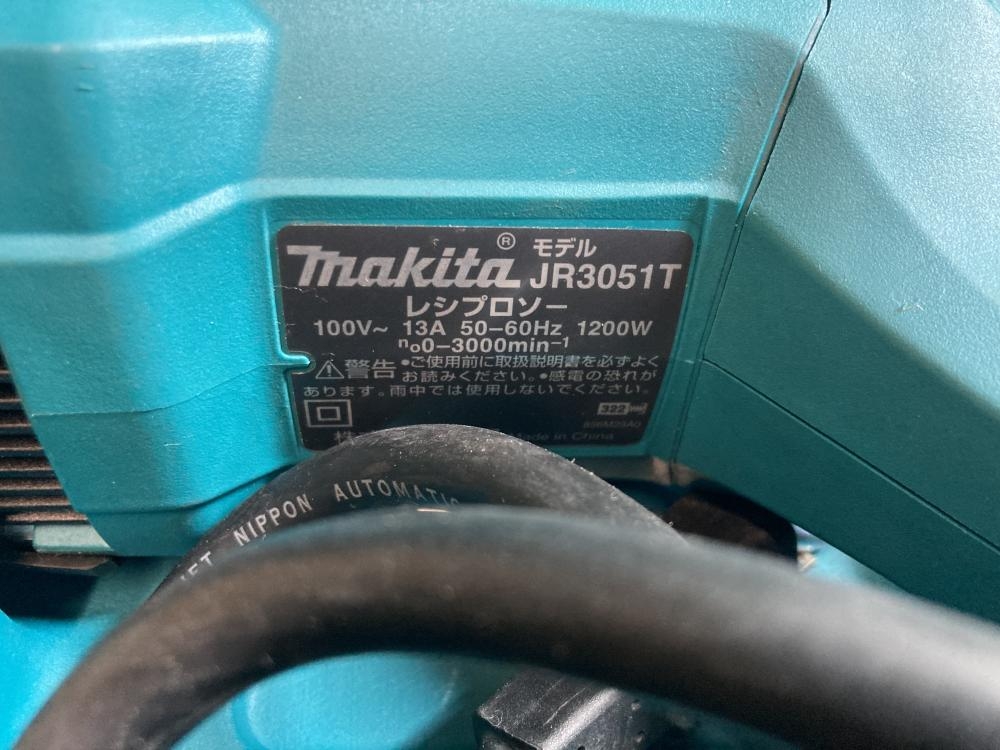 makita® モデル JR3051T
レシプロソー
100V~ 13A 50-60Hz 1200W
n₀0-3000min⁻¹
⚠警告 •ご使用前に取扱説明書を必ずよく
お読みください。•感電の恐れが
あります。雨中では使用しないでください。
322
Made in China
NIPPON AUTOMATIC